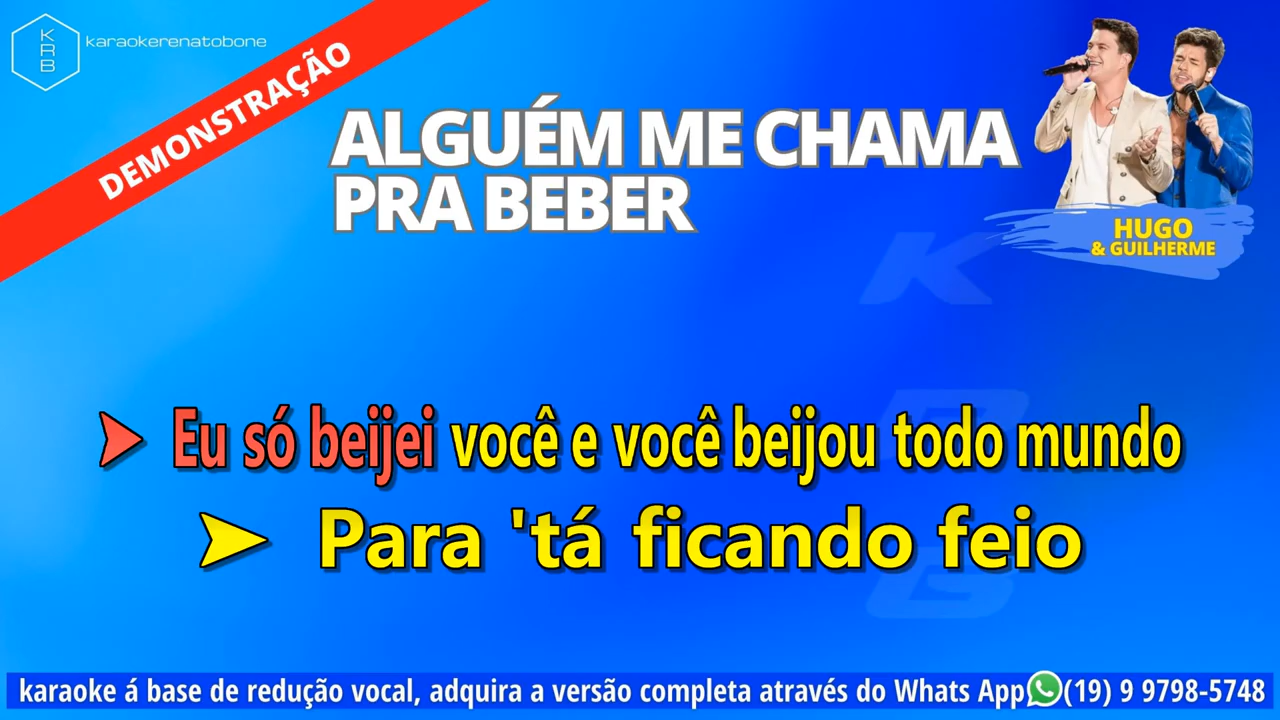 KRB
karaokerenatobone
DEMONSTRAÇÃO
ALGUÉM ME CHAMA
PRA BEBER
HUGO
& GUILHERME
KRB
Eu só beijei você e você beijou todo mundo
Para 'tá ficando feio
karaoke á base de redução vocal, adquira a versão completa através do Whats App (19) 9 9798-5748